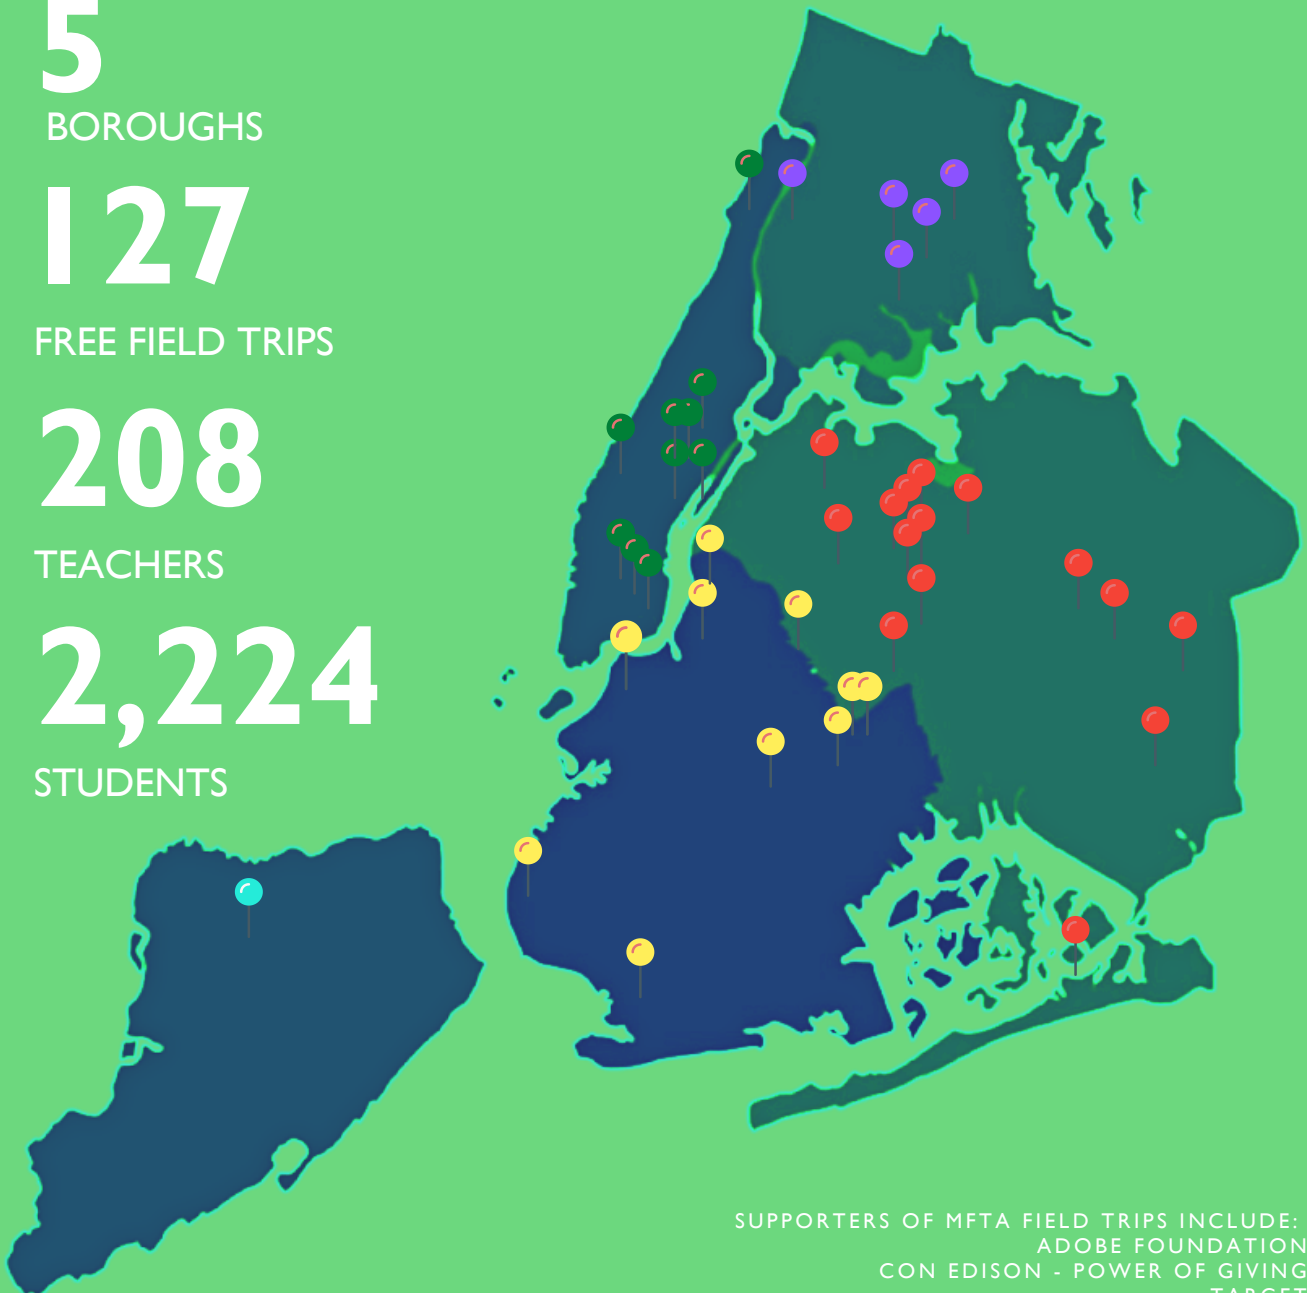 5
BOROUGHS
127
FREE FIELD TRIPS
208
TEACHERS
2,224
STUDENTS
SUPPORTERS OF MFTA FIELD TRIPS INCLUDE:
ADOBE FOUNDATION
CON EDISON - POWER OF GIVING
TARGET